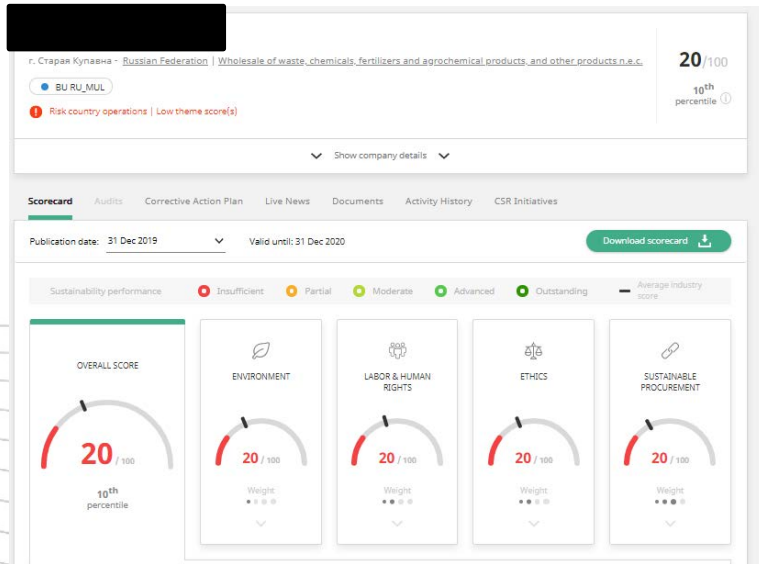 г. Старая Купавна - Russian Federation | Wholesale of waste, chemicals, fertilizers and agrochemical products, and other products n.e.c.
20/100
10th
percentile
BU RU_MUL
Risk country operations | Low theme score(s)
Show company details
Scorecard Audits Corrective Action Plan Live News Documents Activity History CSR Initiatives
Publication date: 31 Dec 2019 Valid until: 31 Dec 2020 Download scorecard
Sustainability performance Insufficient Partial Moderate Advanced Outstanding Average industry
score
OVERALL SCORE
20 / 100
10th
percentile
ENVIRONMENT
20 / 100
Weight
LABOR & HUMAN
RIGHTS
20 / 100
Weight
ETHICS
20 / 100
Weight
SUSTAINABLE
PROCUREMENT
20 / 100
Weight